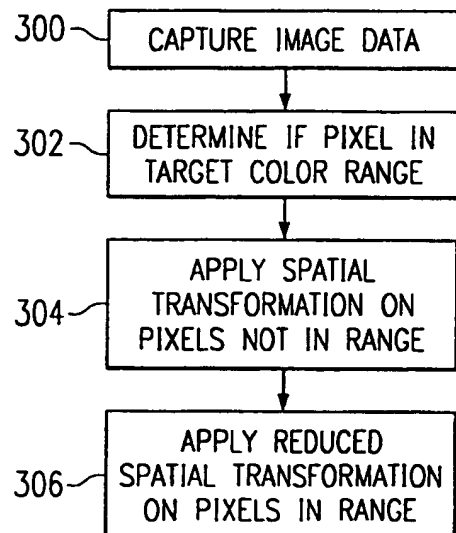 300
CAPTURE IMAGE DATA
302
DETERMINE IF PIXEL IN
TARGET COLOR RANGE
304
APPLY SPATIAL
TRANSFORMATION ON
PIXELS NOT IN RANGE
306
APPLY REDUCED
SPATIAL TRANSFORMATION
ON PIXELS IN RANGE